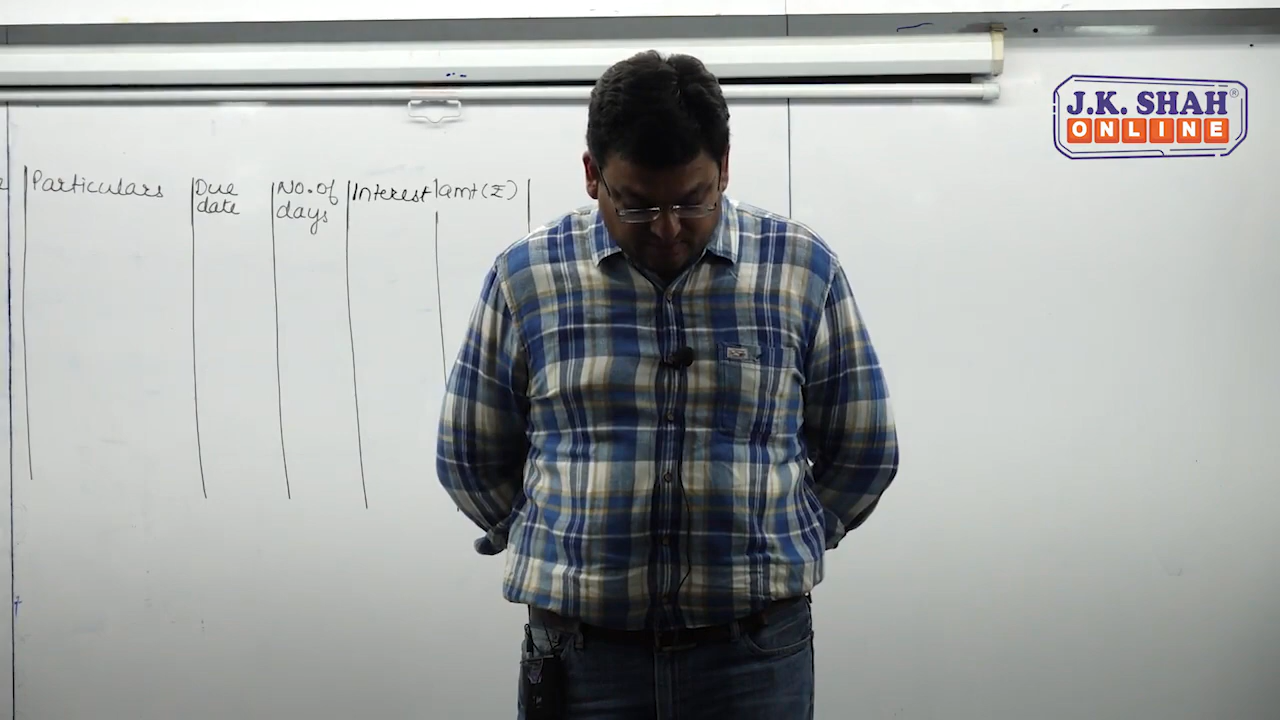 J.K. SHAH®
ONLINE
Particulars
Due
date
No. of
days
Interest
amt (₹)